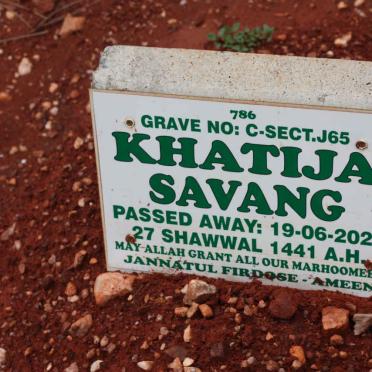 786
GRAVE NO: C-SECT.J65
KHATIJA
SAVANG
PASSED AWAY: 19-06-202
27 SHAWWAL 1441 A.H.
MAY ALLAH GRANT ALL OUR MARHOOMEE
JANNATUL FIRDOSE - AMEEN